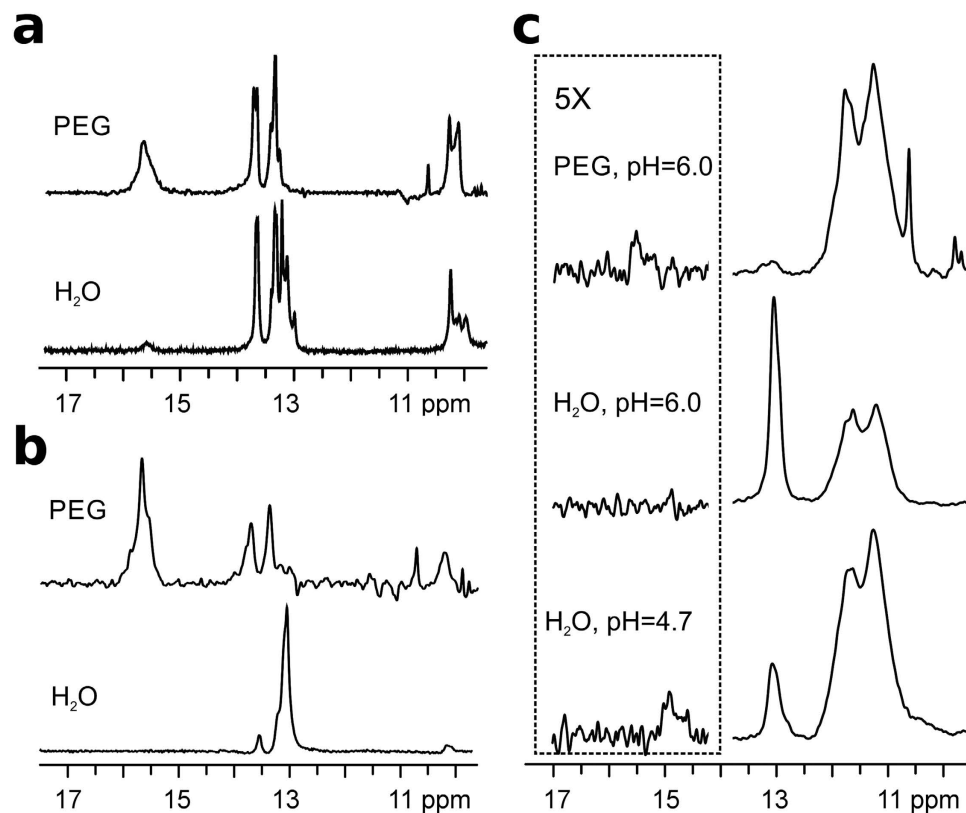 a
PEG
H₂O
17 15 13 11 ppm
b
PEG
H₂O
17 15 13 11 ppm
c
5X
PEG, pH=6.0
H₂O, pH=6.0
H₂O, pH=4.7
17 15 13 11 ppm